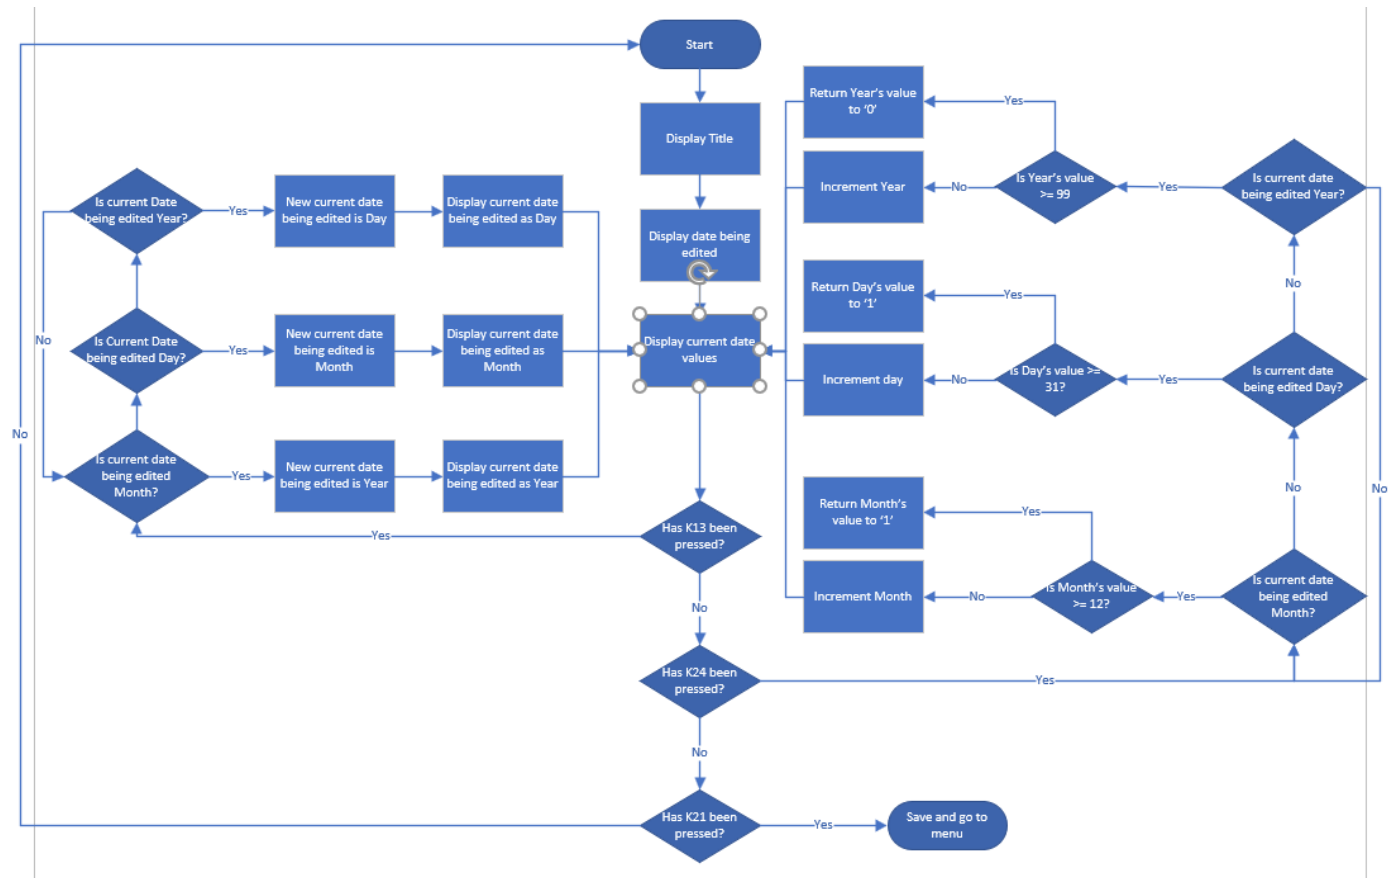 Start
Display Title
Display date being
edited
Display current date
values
Has K13 been
pressed?
Yes
No
Has K24 been
pressed?
Yes
No
Has K21 been
pressed?
Yes
Save and go to
menu
No
Is current Date
being edited Year?
Yes
New current date
being edited is Day
Display current date
being edited as Day
No
Is Current Date
being edited Day?
Yes
New current date
being edited is
Month
Display current date
being edited as
Month
Is current date
being edited
Month?
Yes
New current date
being edited is Year
Display current date
being edited as Year
Return Year's value
to ‘0’
Yes
Increment Year
No
Is Year's value
>= 99
Yes
Is current date
being edited Year?
No
Return Day's value
to ‘1’
Yes
Increment day
No
Is Day's value >=
31?
Yes
Is current date
being edited Day?
No
No
Return Month's
value to ‘1’
Yes
Increment Month
No
Is Month's value
>= 12?
Yes
Is current date
being edited
Month?